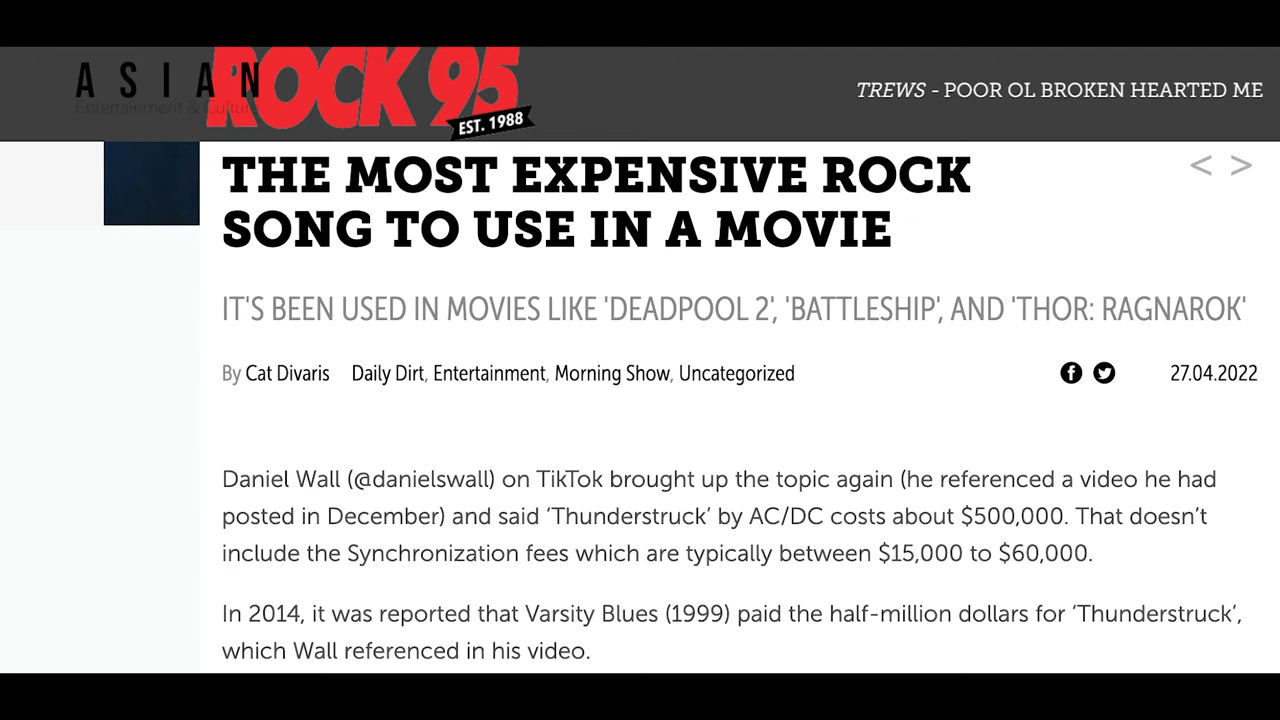 ASIAN
Entertainment & Culture
ROCK 95
EST. 1988
TREWS - POOR OL BROKEN HEARTED ME
THE MOST EXPENSIVE ROCK
SONG TO USE IN A MOVIE
< >
IT'S BEEN USED IN MOVIES LIKE 'DEADPOOL 2', 'BATTLESHIP', AND 'THOR: RAGNAROK'
By Cat Divaris Daily Dirt, Entertainment, Morning Show, Uncategorized 27.04.2022
Daniel Wall (@danielswall) on TikTok brought up the topic again (he referenced a video he had
posted in December) and said ‘Thunderstruck’ by AC/DC costs about $500,000. That doesn’t
include the Synchronization fees which are typically between $15,000 to $60,000.
In 2014, it was reported that Varsity Blues (1999) paid the half-million dollars for ‘Thunderstruck’,
which Wall referenced in his video.